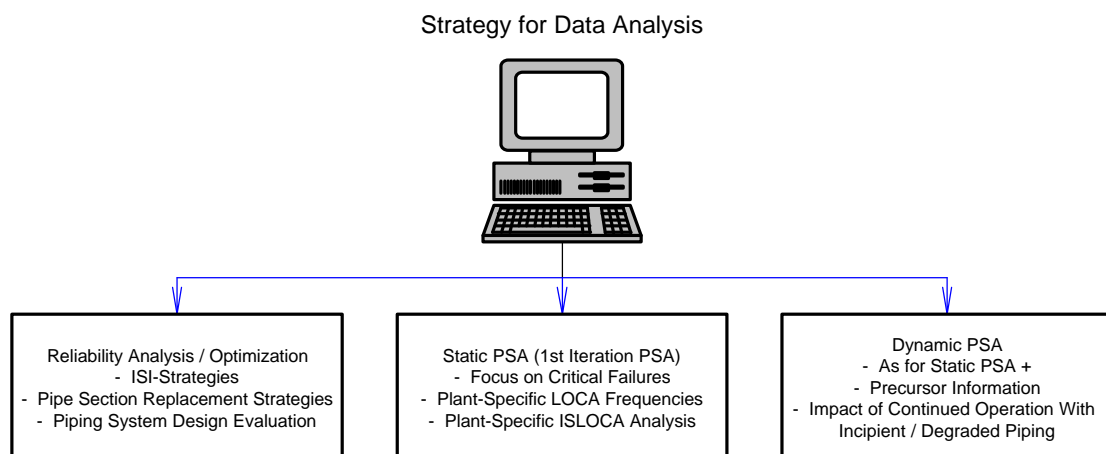 Strategy for Data Analysis
Reliability Analysis / Optimization
- ISI-Strategies
- Pipe Section Replacement Strategies
- Piping System Design Evaluation
Static PSA (1st Iteration PSA)
- Focus on Critical Failures
- Plant-Specific LOCA Frequencies
- Plant-Specific ISLOCA Analysis
Dynamic PSA
- As for Static PSA +
- Precursor Information
- Impact of Continued Operation With
Incipient / Degraded Piping